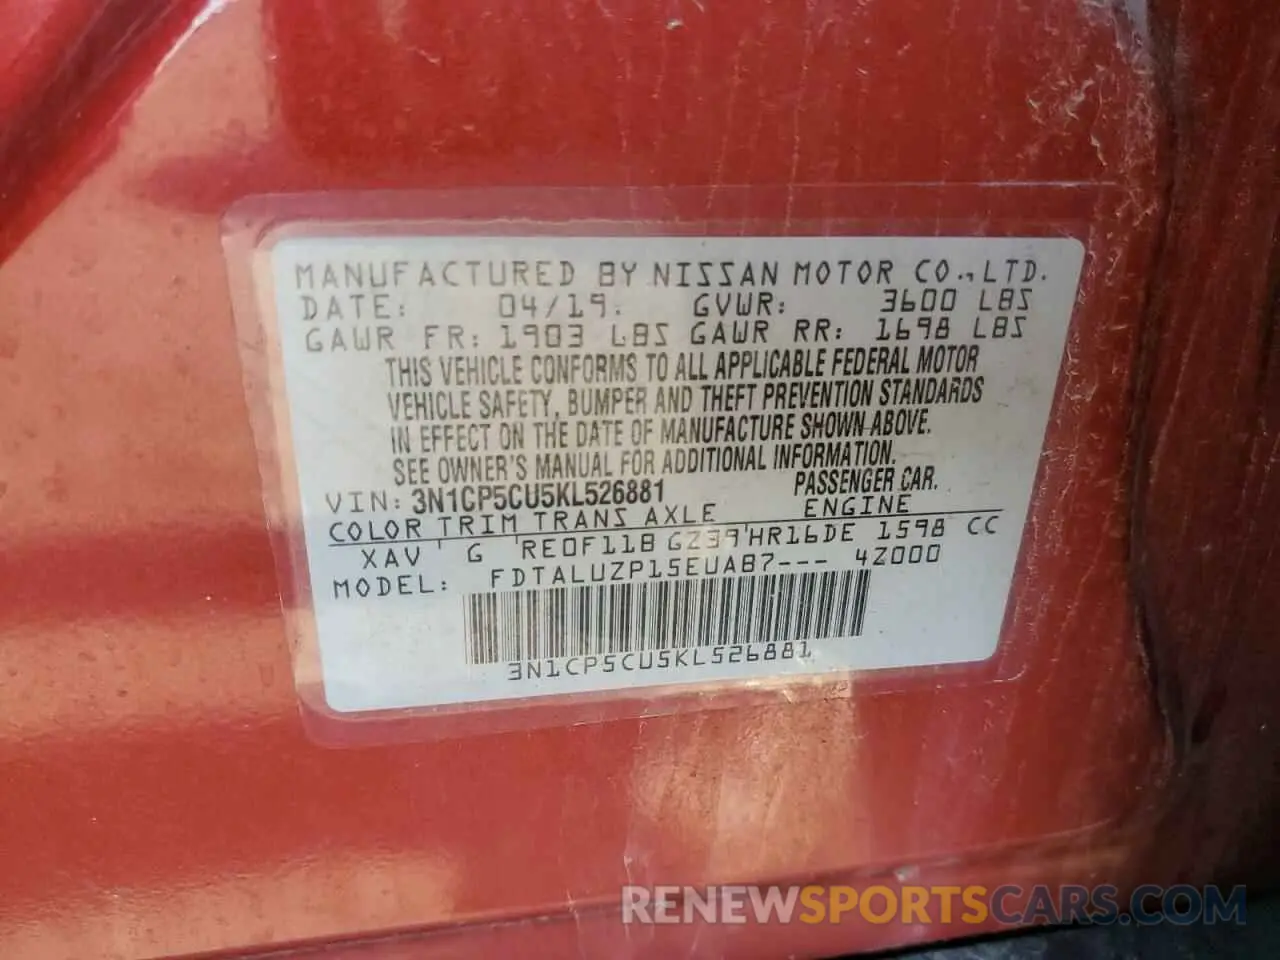 MANUFACTURED BY NISSAN MOTOR CO., LTD.
DATE: 04/19. GVWR: 3600 LBS
GAWR FR: 1903 LBS GAWR RR: 1698 LBS
THIS VEHICLE CONFORMS TO ALL APPLICABLE FEDERAL MOTOR
VEHICLE SAFETY, BUMPER AND THEFT PREVENTION STANDARDS
IN EFFECT ON THE DATE OF MANUFACTURE SHOWN ABOVE.
SEE OWNER'S MANUAL FOR ADDITIONAL INFORMATION.
VIN: 3N1CP5CU5KL526881 PASSENGER CAR.
COLOR TRIM TRANS AXLE ENGINE
XAV ' G 'RE0F11B GZ39'HR16DE 1598 CC
MODEL: FDTALUZP15EUAB7--- 4Z000
3N1CP5CU5KL526881
RENEWSPORTSCARS.COM